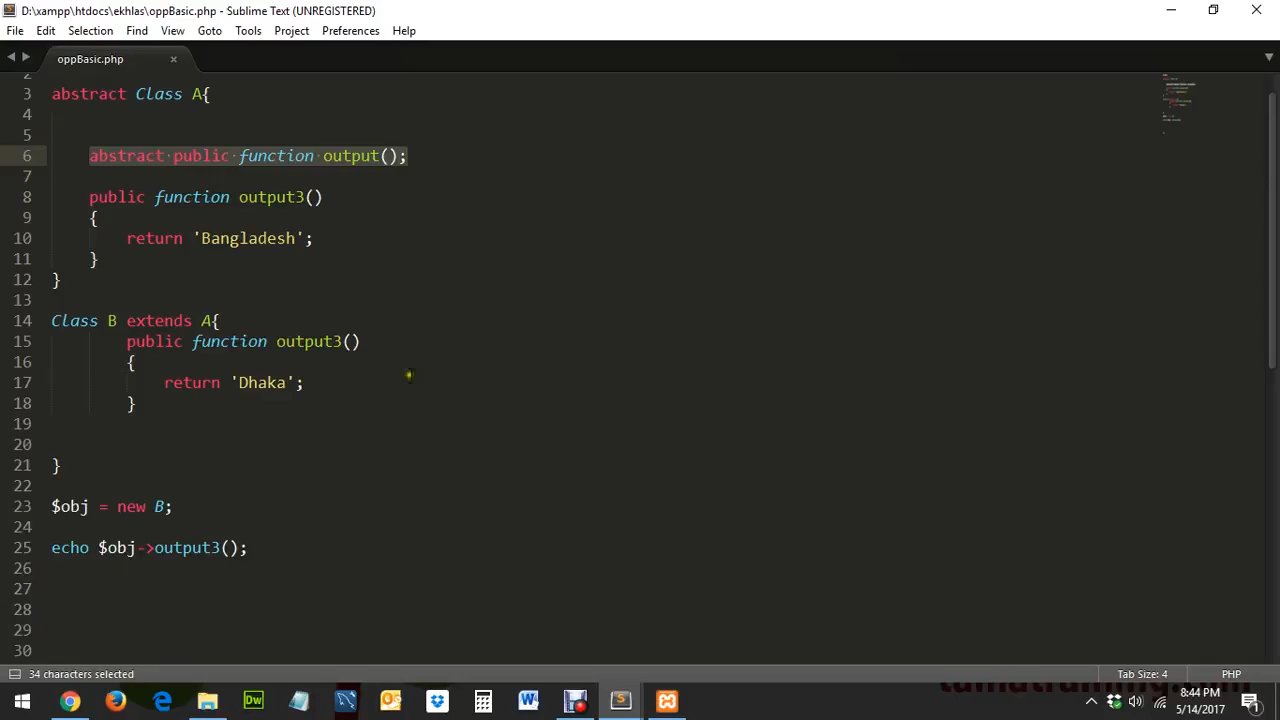 D:\xampp\htdocs\ekhlas\oppBasic.php - Sublime Text (UNREGISTERED)
File Edit Selection Find View Goto Tools Project Preferences Help
oppBasic.php ×
2
3 abstract Class A{
4
5
6 abstract public function output();
7
8 public function output3()
9 {
10 return 'Bangladesh';
11 }
12 }
13
14 Class B extends A{
15 public function output3()
16 {
17 return 'Dhaka';
18 }
19
20
21 }
22
23 $obj = new B;
24
25 echo $obj->output3();
26
27
28
29
30
34 characters selected Tab Size: 4 PHP
Dw
8:44 PM
5/14/2017